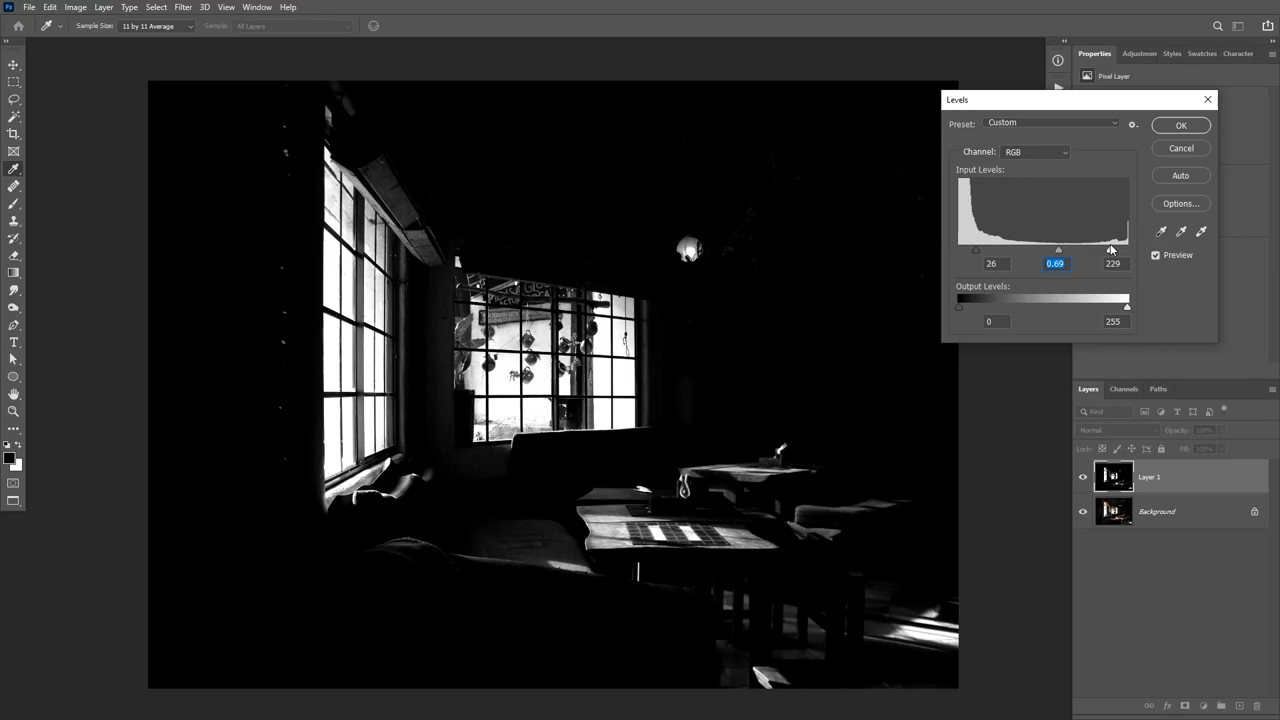 Ps File Edit Image Layer Type Select Filter 3D View Window Help
Sample Size: 11 by 11 Average Sample: All Layers
Properties Adjustmen Styles Swatches Character
Pixel Layer
Levels
Preset: Custom
OK
Channel: RGB
Cancel
Input Levels:
Auto
Options...
26 0.69 229
Preview
Output Levels:
0 255
Layers Channels Paths
Kind
Normal Opacity: 100%
Lock: Fill: 100%
Layer 1
Background